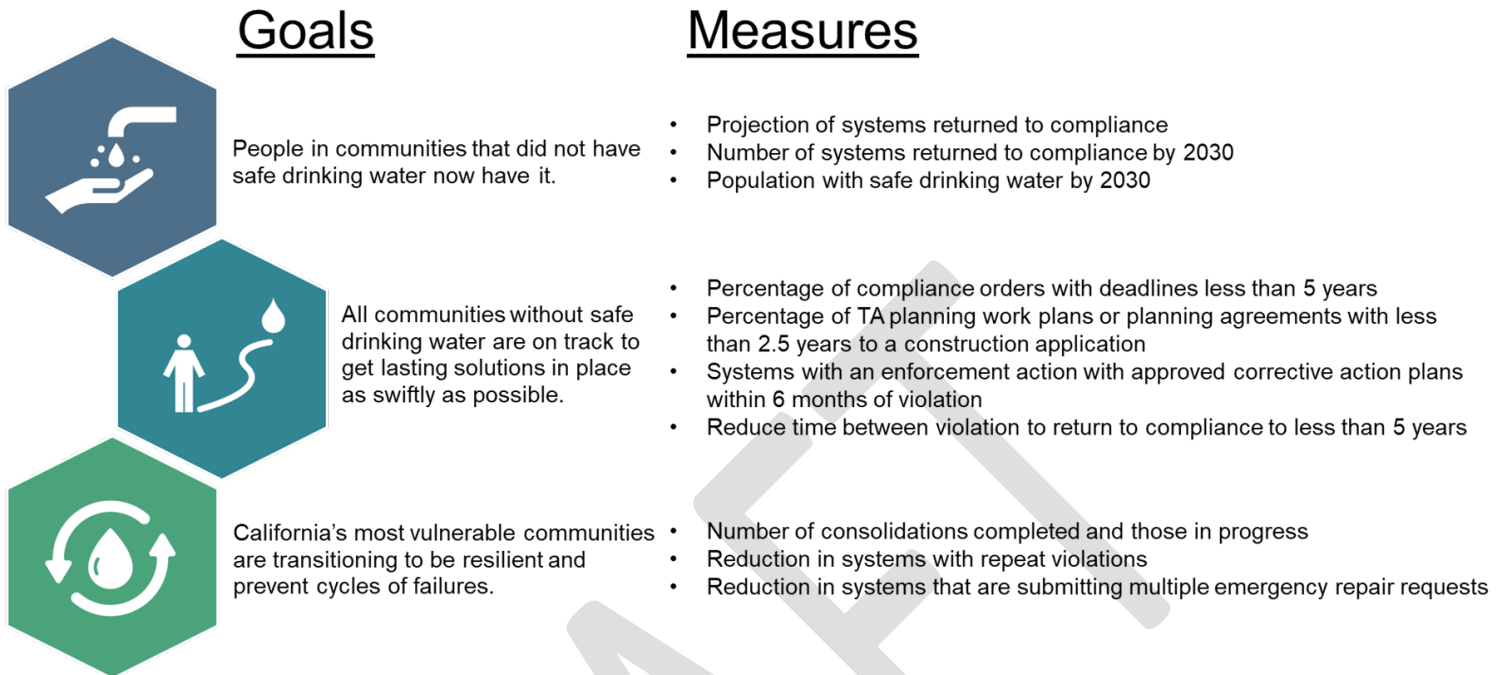 Goals
Measures
People in communities that did not have
safe drinking water now have it.
• Projection of systems returned to compliance
• Number of systems returned to compliance by 2030
• Population with safe drinking water by 2030
All communities without safe
drinking water are on track to
get lasting solutions in place
as swiftly as possible.
• Percentage of compliance orders with deadlines less than 5 years
• Percentage of TA planning work plans or planning agreements with less
than 2.5 years to a construction application
• Systems with an enforcement action with approved corrective action plans
within 6 months of violation
• Reduce time between violation to return to compliance to less than 5 years
California’s most vulnerable communities
are transitioning to be resilient and
prevent cycles of failures.
• Number of consolidations completed and those in progress
• Reduction in systems with repeat violations
• Reduction in systems that are submitting multiple emergency repair requests